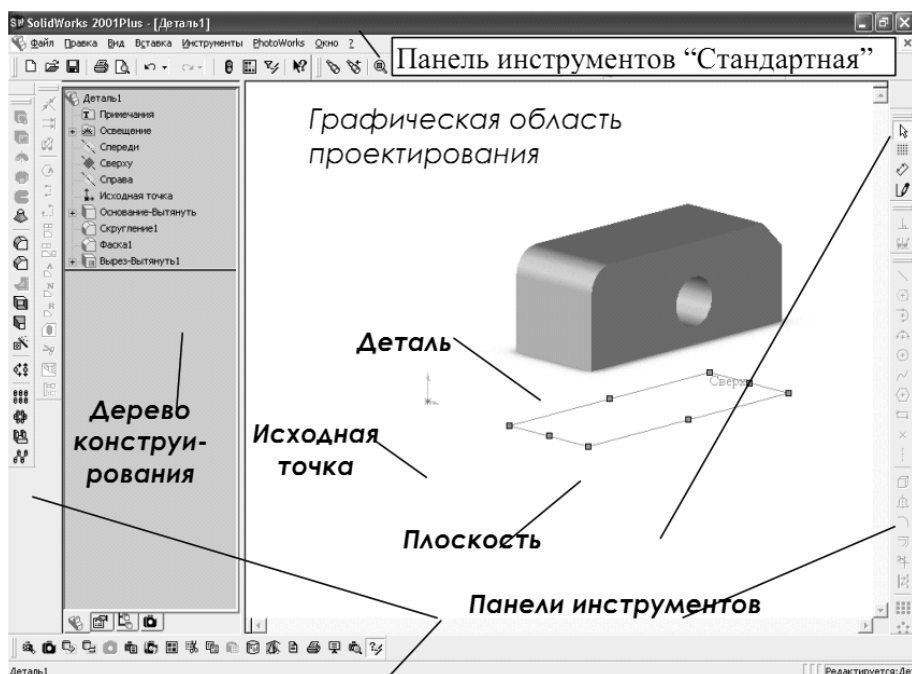 SolidWorks 2001Plus - [Деталь1]
Файл Правка Вид Вставка Инструменты PhotoWorks Окно ?
Панель инструментов “Стандартная”
Деталь1
Примечания
Освещение
Спереди
Сверху
Справа
Исходная точка
Основание-Вытянуть
Скругление1
Фаска1
Вырез-Вытянуть1
Графическая область
проектирования
Деталь
Сверху
Дерево
конструи-
рования
Исходная
точка
Плоскость
Панели инструментов
Деталь1
Редактируется:Дет